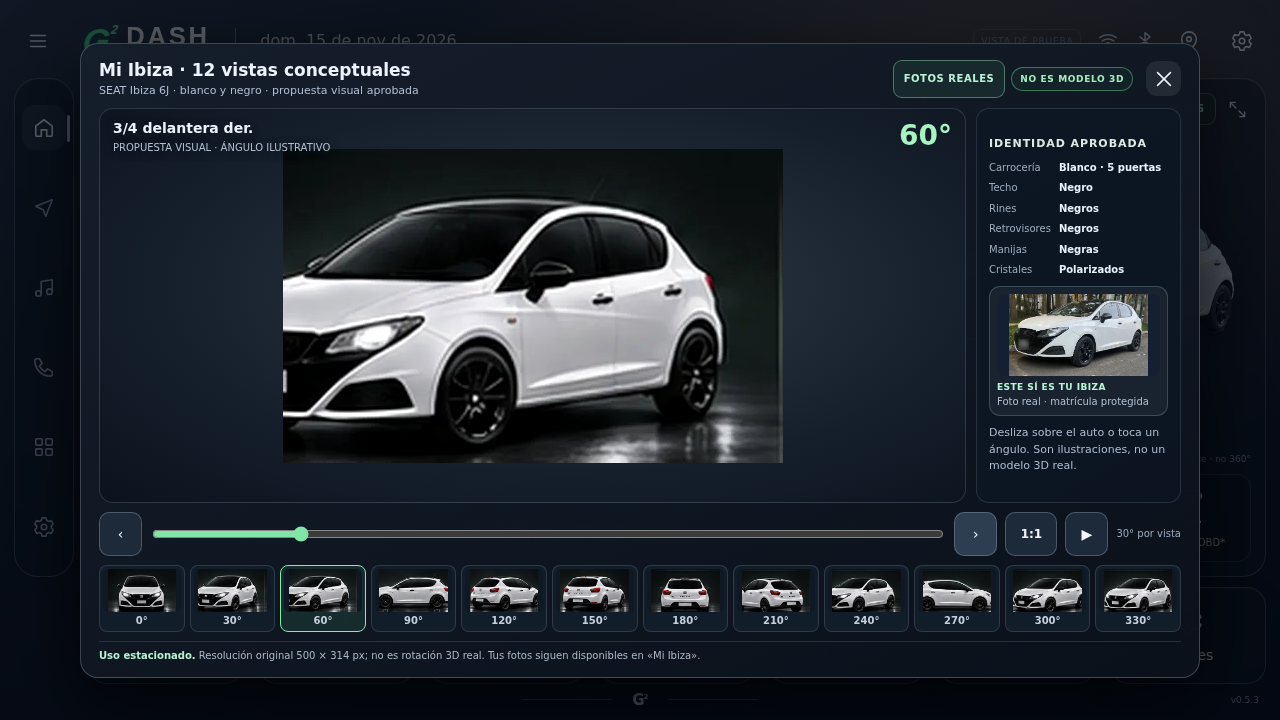 G² DASH
dom, 15 de nov de 2026
VISTA DE PRUEBA
Mi Ibiza · 12 vistas conceptuales
SEAT Ibiza 6J · blanco y negro · propuesta visual aprobada
FOTOS REALES
NO ES MODELO 3D
3/4 delantera der.
PROPUESTA VISUAL · ÁNGULO ILUSTRATIVO
60°
IDENTIDAD APROBADA
Carrocería Blanco · 5 puertas
Techo Negro
Rines Negros
Retrovisores Negros
Manijas Negras
Cristales Polarizados
ESTE SÍ ES TU IBIZA
Foto real · matrícula protegida
Desliza sobre el auto o toca un
ángulo. Son ilustraciones, no un
modelo 3D real.
· no 360°
OBD*
‹
›
1:1
▶
30° por vista
0°
30°
60°
90°
120°
150°
180°
210°
240°
270°
300°
330°
Uso estacionado. Resolución original 500 × 314 px; no es rotación 3D real. Tus fotos siguen disponibles en «Mi Ibiza».
G²
v0.5.3